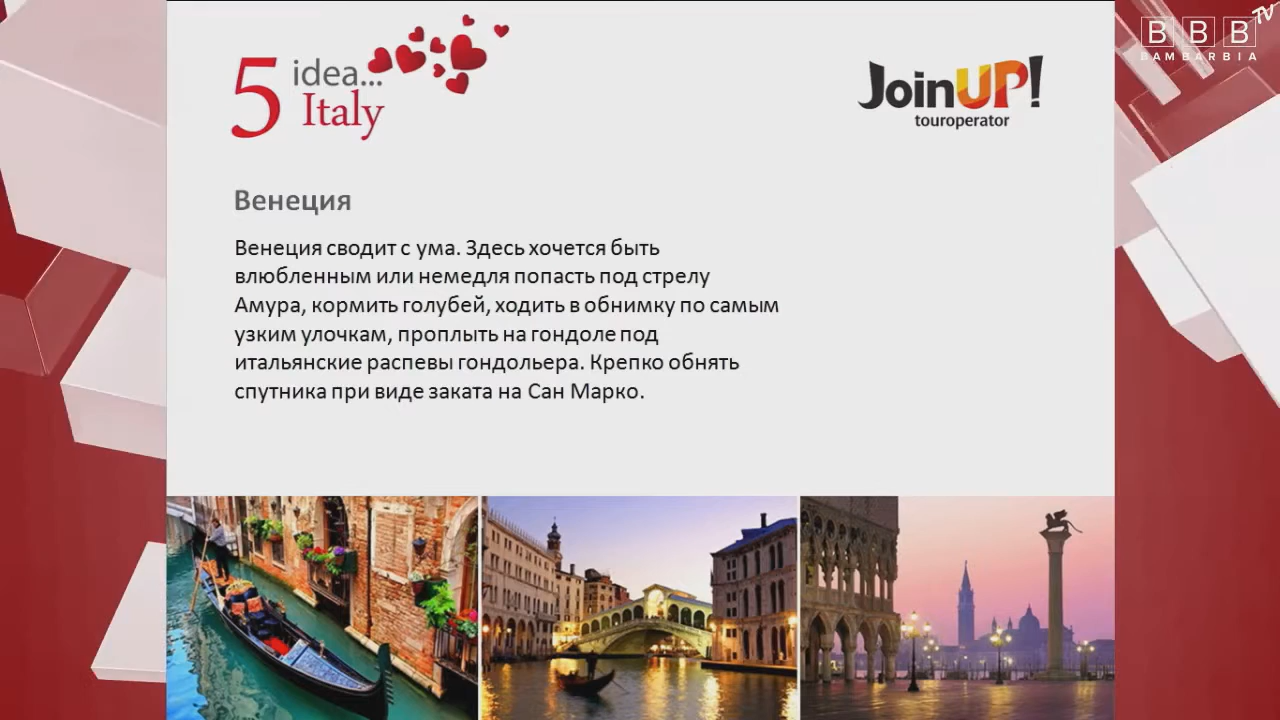 5 idea...
Italy
JoinUP!
touroperator
BBB TV
BAMBARBIA
Венеция
Венеция сводит с ума. Здесь хочется быть
влюбленным или немедля попасть под стрелу
Амура, кормить голубей, ходить в обнимку по самым
узким улочкам, проплыть на гондоле под
итальянские распевы гондольера. Крепко обнять
спутника при виде заката на Сан Марко.